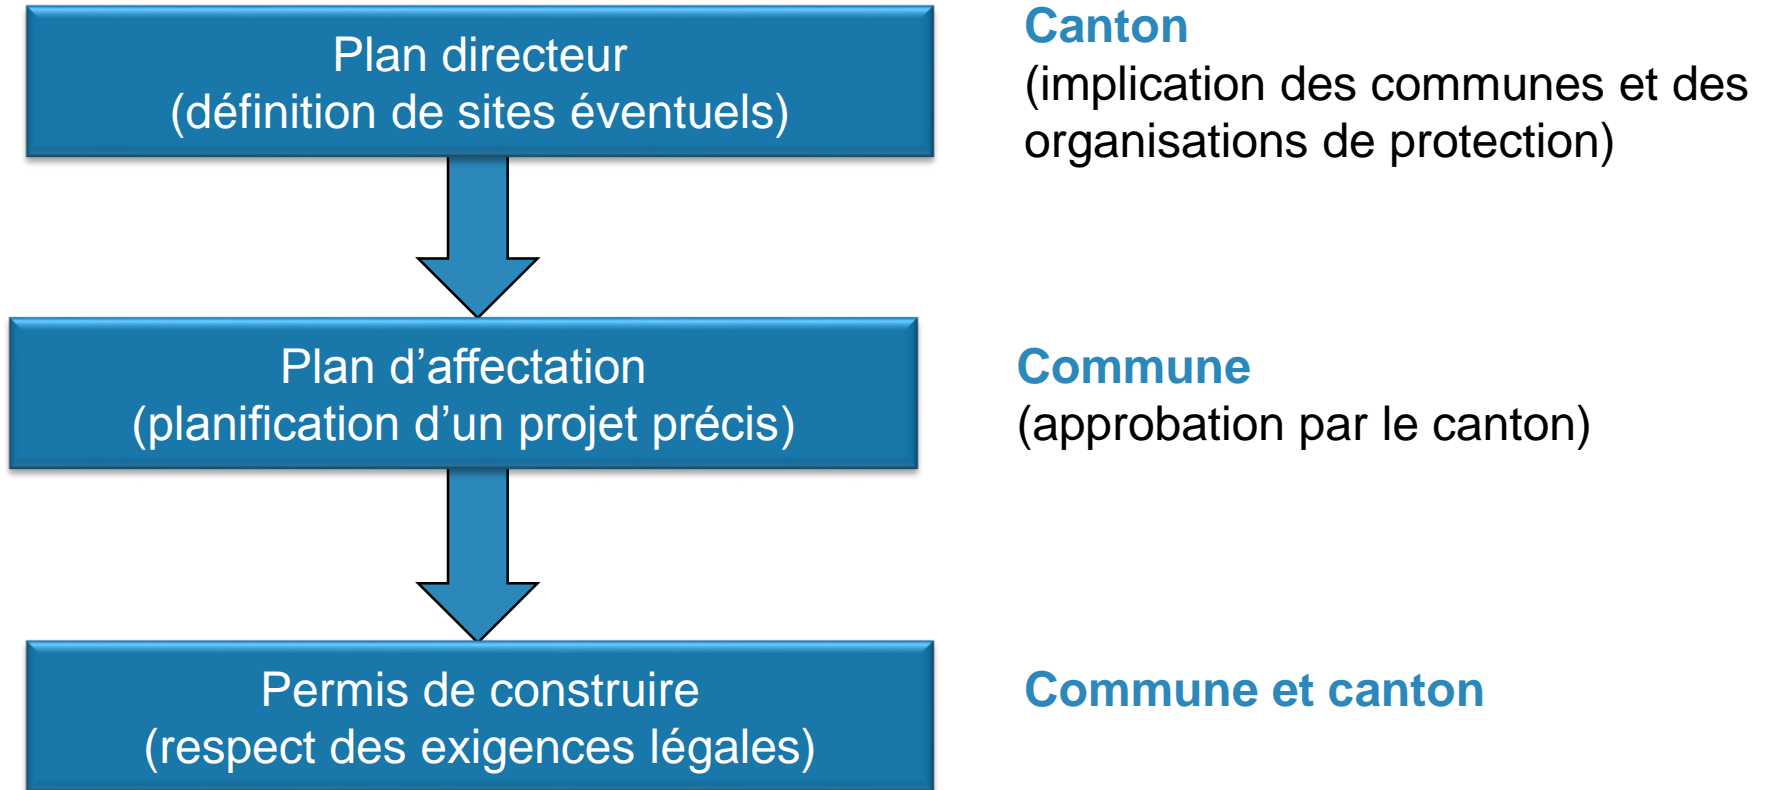 Plan directeur
(définition de sites éventuels)
Canton
(implication des communes et des
organisations de protection)
Plan d’affectation
(planification d’un projet précis)
Commune
(approbation par le canton)
Permis de construire
(respect des exigences légales)
Commune et canton